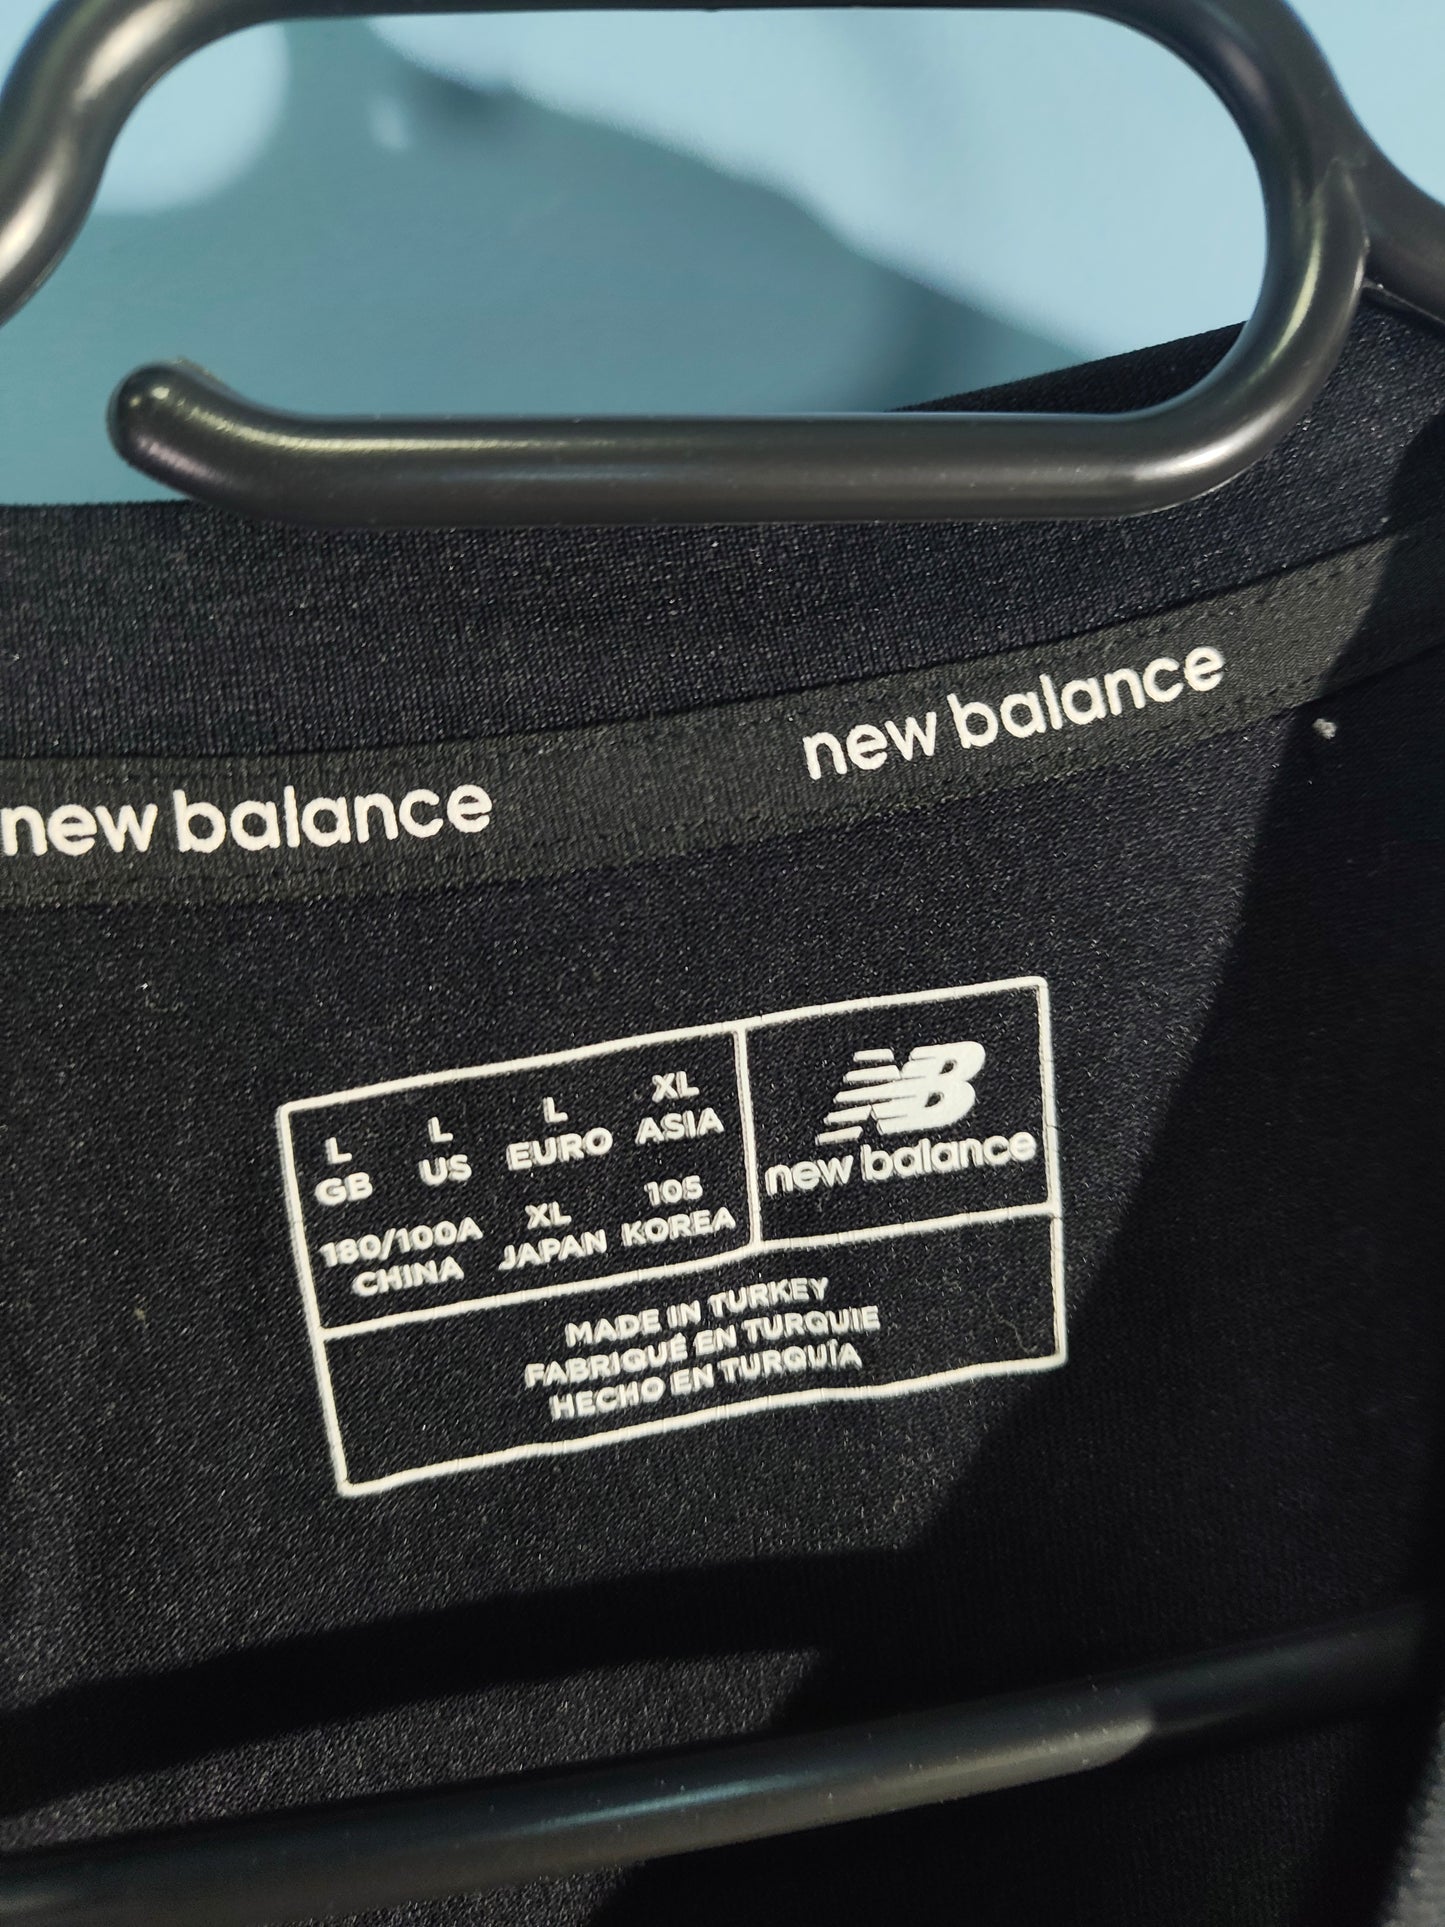 new balance
new balance
L L L XL
GB US EURO ASIA
180/100A XL 105
CHINA JAPAN KOREA
NB
new balance
MADE IN TURKEY
FABRIQUÉ EN TURQUIE
HECHO EN TURQUÍA